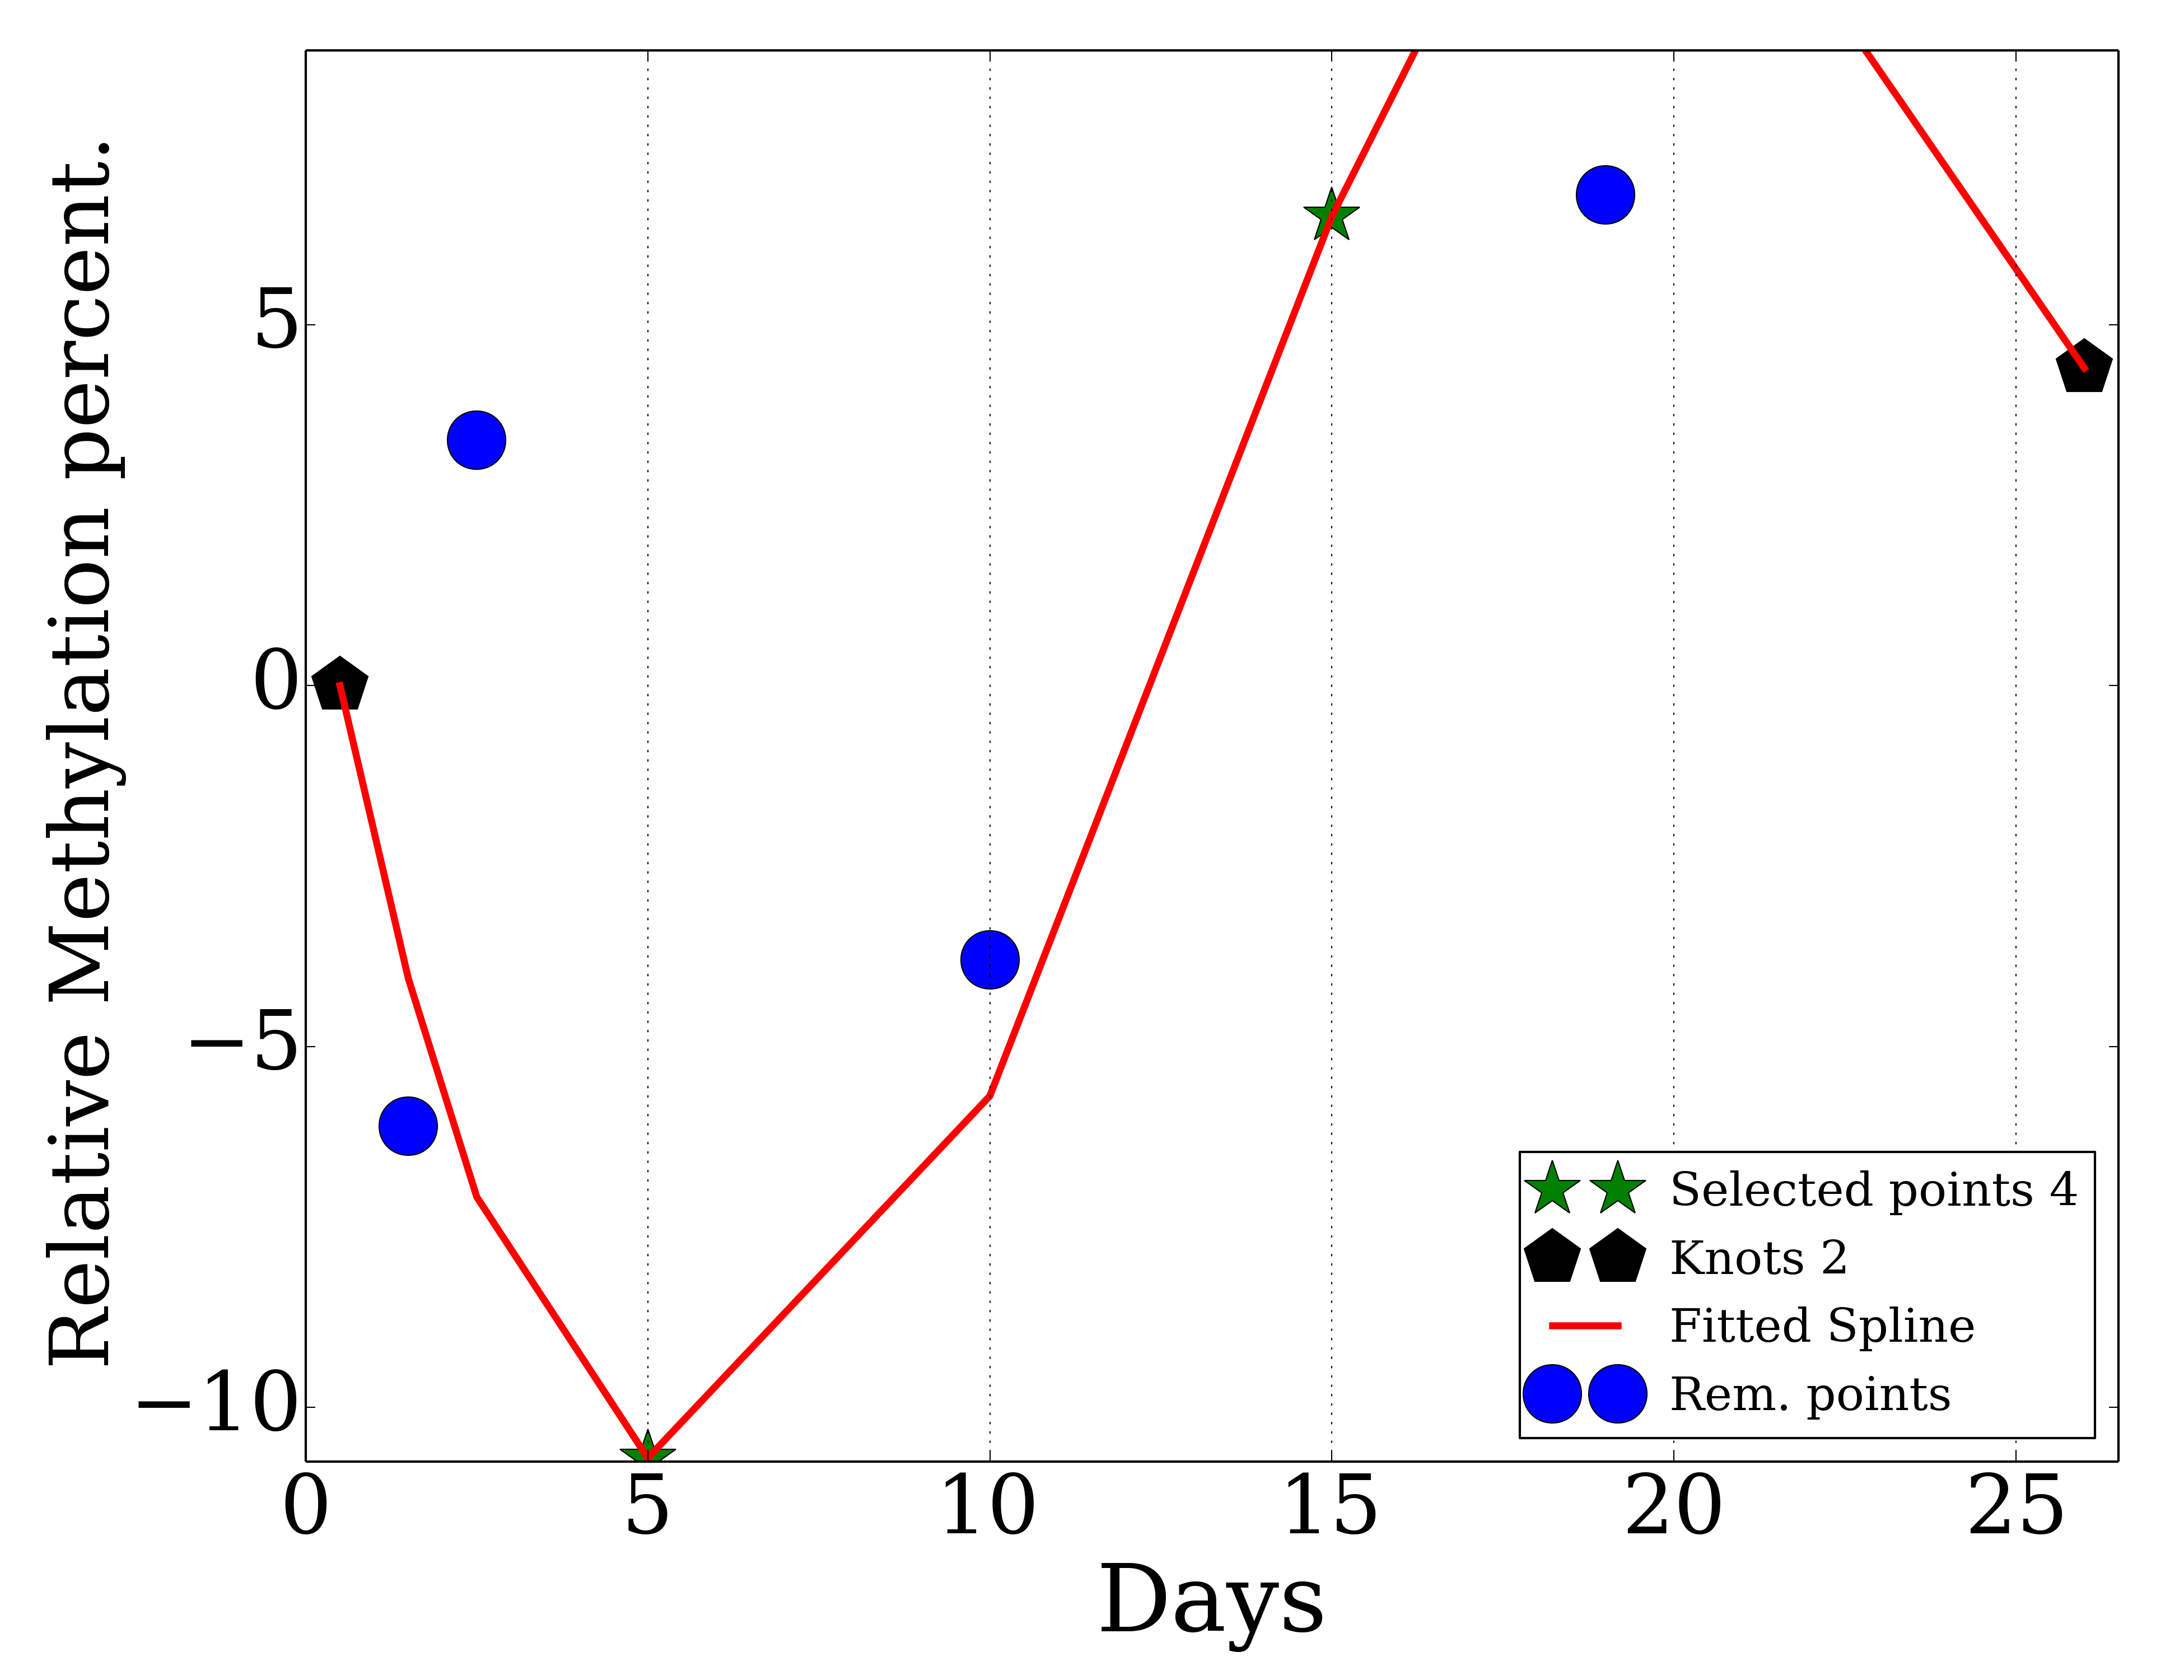 Relative Methylation percent.
5
0
−5
−10
0 5 10 15 20 25
Days
Selected points 4
Knots 2
Fitted Spline
Rem. points